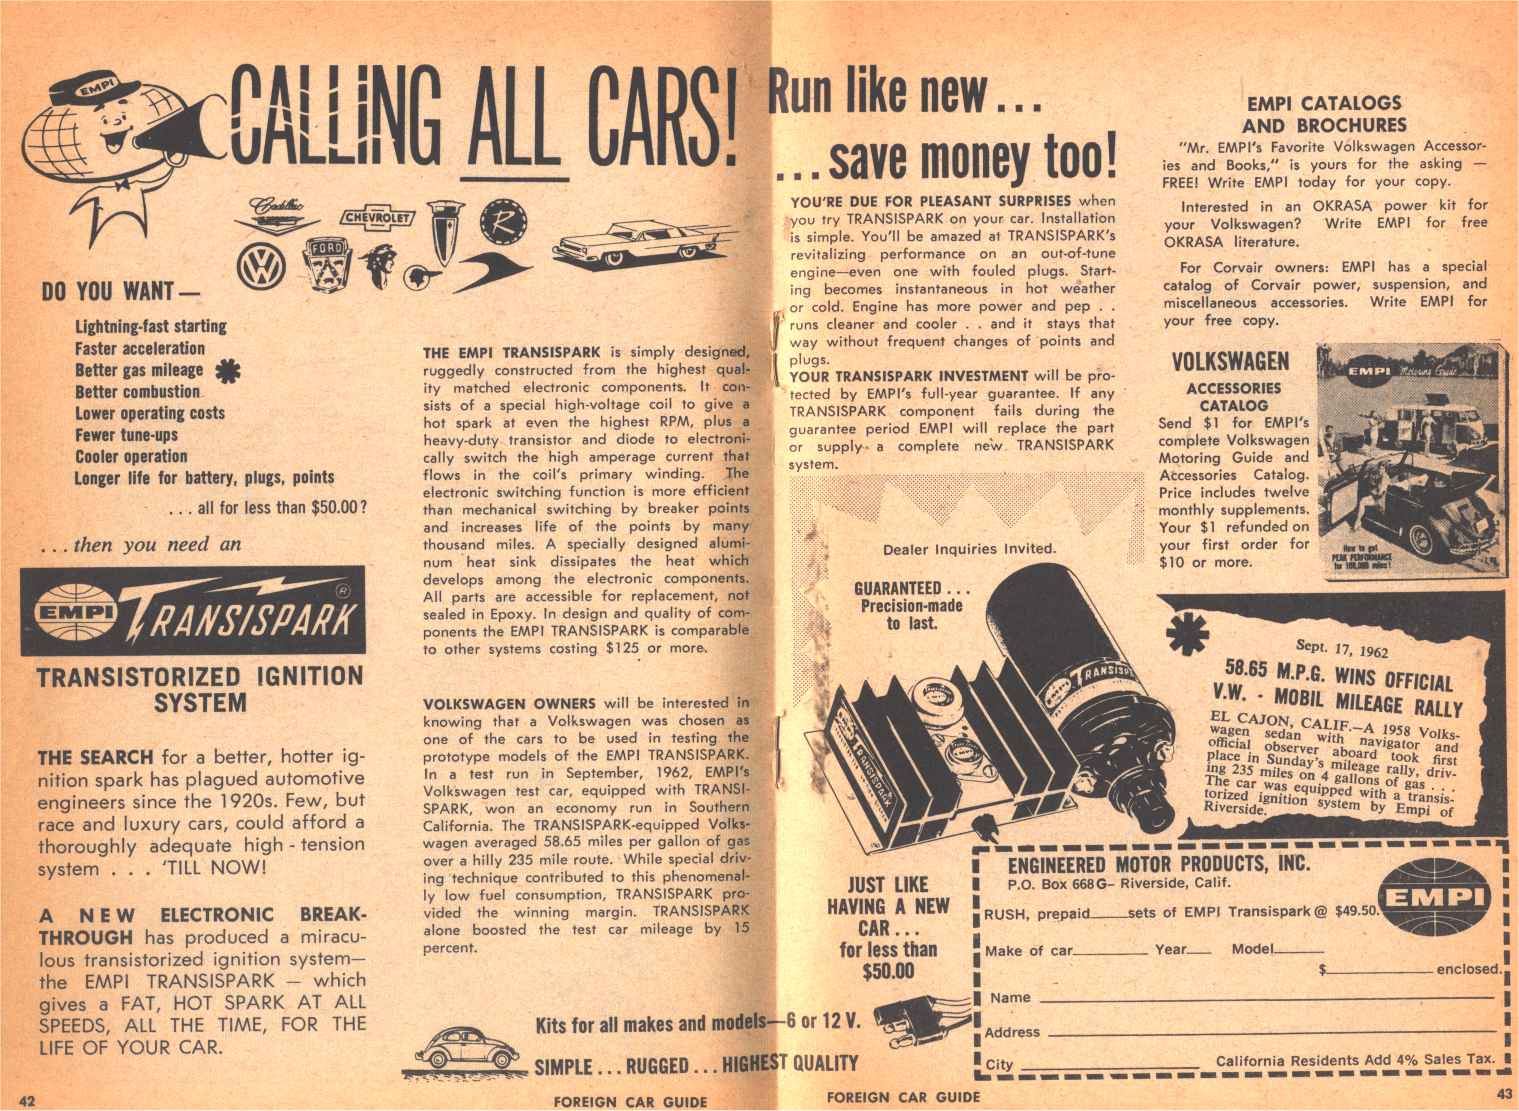 EMPI
CALLING ALL CARS!
Cadillac
CHEVROLET
R
VW
FORD
DO YOU WANT—
Lightning-fast starting
Faster acceleration
Better gas mileage *
Better combustion
Lower operating costs
Fewer tune-ups
Cooler operation
Longer life for battery, plugs, points
. . . all for less than $50.00?
. . . then you need an
EMPI TRANSISPARK ®
TRANSISTORIZED IGNITION
SYSTEM
THE SEARCH for a better, hotter ig-
nition spark has plagued automotive
engineers since the 1920s. Few, but
race and luxury cars, could afford a
thoroughly adequate high - tension
system . . . 'TILL NOW!
A NEW ELECTRONIC BREAK-
THROUGH has produced a miracu-
lous transistorized ignition system—
the EMPI TRANSISPARK — which
gives a FAT, HOT SPARK AT ALL
SPEEDS, ALL THE TIME, FOR THE
LIFE OF YOUR CAR.
42
THE EMPI TRANSISPARK is simply designed,
ruggedly constructed from the highest qual-
ity matched electronic components. It con-
sists of a special high-voltage coil to give a
hot spark at even the highest RPM, plus a
heavy-duty transistor and diode to electroni-
cally switch the high amperage current that
flows in the coil's primary winding. The
electronic switching function is more efficient
than mechanical switching by breaker points
and increases life of the points by many
thousand miles. A specially designed alumi-
num heat sink dissipates the heat which
develops among the electronic components.
All parts are accessible for replacement, not
sealed in Epoxy. In design and quality of com-
ponents the EMPI TRANSISPARK is comparable
to other systems costing $125 or more.
VOLKSWAGEN OWNERS will be interested in
knowing that a Volkswagen was chosen as
one of the cars to be used in testing the
prototype models of the EMPI TRANSISPARK.
In a test run in September, 1962, EMPI's
Volkswagen test car, equipped with TRANSI-
SPARK, won an economy run in Southern
California. The TRANSISPARK-equipped Volks-
wagen averaged 58.65 miles per gallon of gas
over a hilly 235 mile route. While special driv-
ing technique contributed to this phenomenal-
ly low fuel consumption, TRANSISPARK pro-
vided the winning margin. TRANSISPARK
alone boosted the test car mileage by 15
percent.
Kits for all makes and models—6 or 12 V.
SIMPLE . . . RUGGED . . . HIGHEST QUALITY
FOREIGN CAR GUIDE
Run like new . . .
. . . save money too!
YOU'RE DUE FOR PLEASANT SURPRISES when
you try TRANSISPARK on your car. Installation
is simple. You'll be amazed at TRANSISPARK's
revitalizing performance on an out-of-tune
engine—even one with fouled plugs. Start-
ing becomes instantaneous in hot weather
or cold. Engine has more power and pep . .
runs cleaner and cooler . . and it stays that
way without frequent changes of points and
plugs.
YOUR TRANSISPARK INVESTMENT will be pro-
tected by EMPI's full-year guarantee. If any
TRANSISPARK component fails during the
guarantee period EMPI will replace the part
or supply a complete new TRANSISPARK
system.
Dealer Inquiries Invited.
GUARANTEED . . .
Precision-made
to last.
TRANSISPARK
JUST LIKE
HAVING A NEW
CAR . . .
for less than
$50.00
EMPI CATALOGS
AND BROCHURES
"Mr. EMPI's Favorite Volkswagen Accessor-
ies and Books," is yours for the asking —
FREE! Write EMPI today for your copy.
Interested in an OKRASA power kit for
your Volkswagen? Write EMPI for free
OKRASA literature.
For Corvair owners: EMPI has a special
catalog of Corvair power, suspension, and
miscellaneous accessories. Write EMPI for
your free copy.
VOLKSWAGEN
ACCESSORIES
CATALOG
Send $1 for EMPI's
complete Volkswagen
Motoring Guide and
Accessories Catalog.
Price includes twelve
monthly supplements.
Your $1 refunded on
your first order for
$10 or more.
EMPI Motoring Guide
How to get
PEAK PERFORMANCE
for 100,000 miles!
*
Sept. 17, 1962
58.65 M.P.G. WINS OFFICIAL
V.W. - MOBIL MILEAGE RALLY
EL CAJON, CALIF.—A 1958 Volks-
wagen sedan with navigator and
official observer aboard took first
place in Sunday's mileage rally, driv-
ing 235 miles on 4 gallons of gas . . .
The car was equipped with a transis-
torized ignition system by Empi of
Riverside.
ENGINEERED MOTOR PRODUCTS, INC.
P.O. Box 668G– Riverside, Calif.
EMPI
RUSH, prepaid____sets of EMPI Transispark @ $49.50.
Make of car________ Year___ Model______
$____________ enclosed.
Name ____________
Address ____________
City ____________ California Residents Add 4% Sales Tax.
FOREIGN CAR GUIDE
43